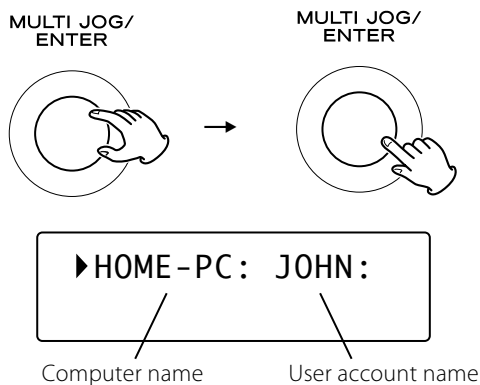 MULTI JOG/
ENTER
MULTI JOG/
ENTER
HOME-PC: JOHN:
Computer name
User account name